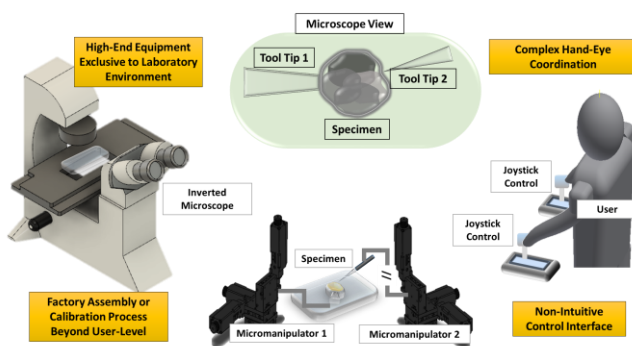 High-End Equipment
Exclusive to Laboratory
Environment
Microscope View
Tool Tip 1
Tool Tip 2
Specimen
Complex Hand-Eye
Coordination
Inverted
Microscope
Joystick
Control
User
Joystick
Control
Specimen
Factory Assembly or
Calibration Process
Beyond User-Level
Micromanipulator 1
Micromanipulator 2
Non-Intuitive
Control Interface